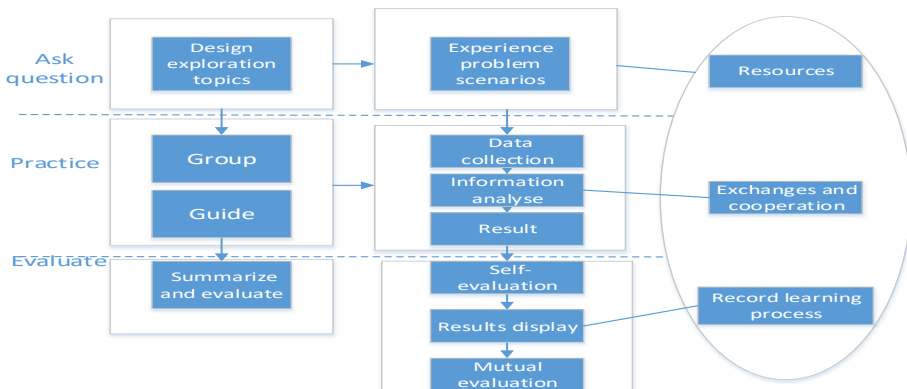 Ask
question
Design
exploration
topics
Experience
problem
scenarios
Resources
Practice
Group
Guide
Data
collection
Information
analyse
Result
Exchanges and
cooperation
Evaluate
Summarize
and evaluate
Self-
evaluation
Results display
Mutual
evaluation
Record learning
process